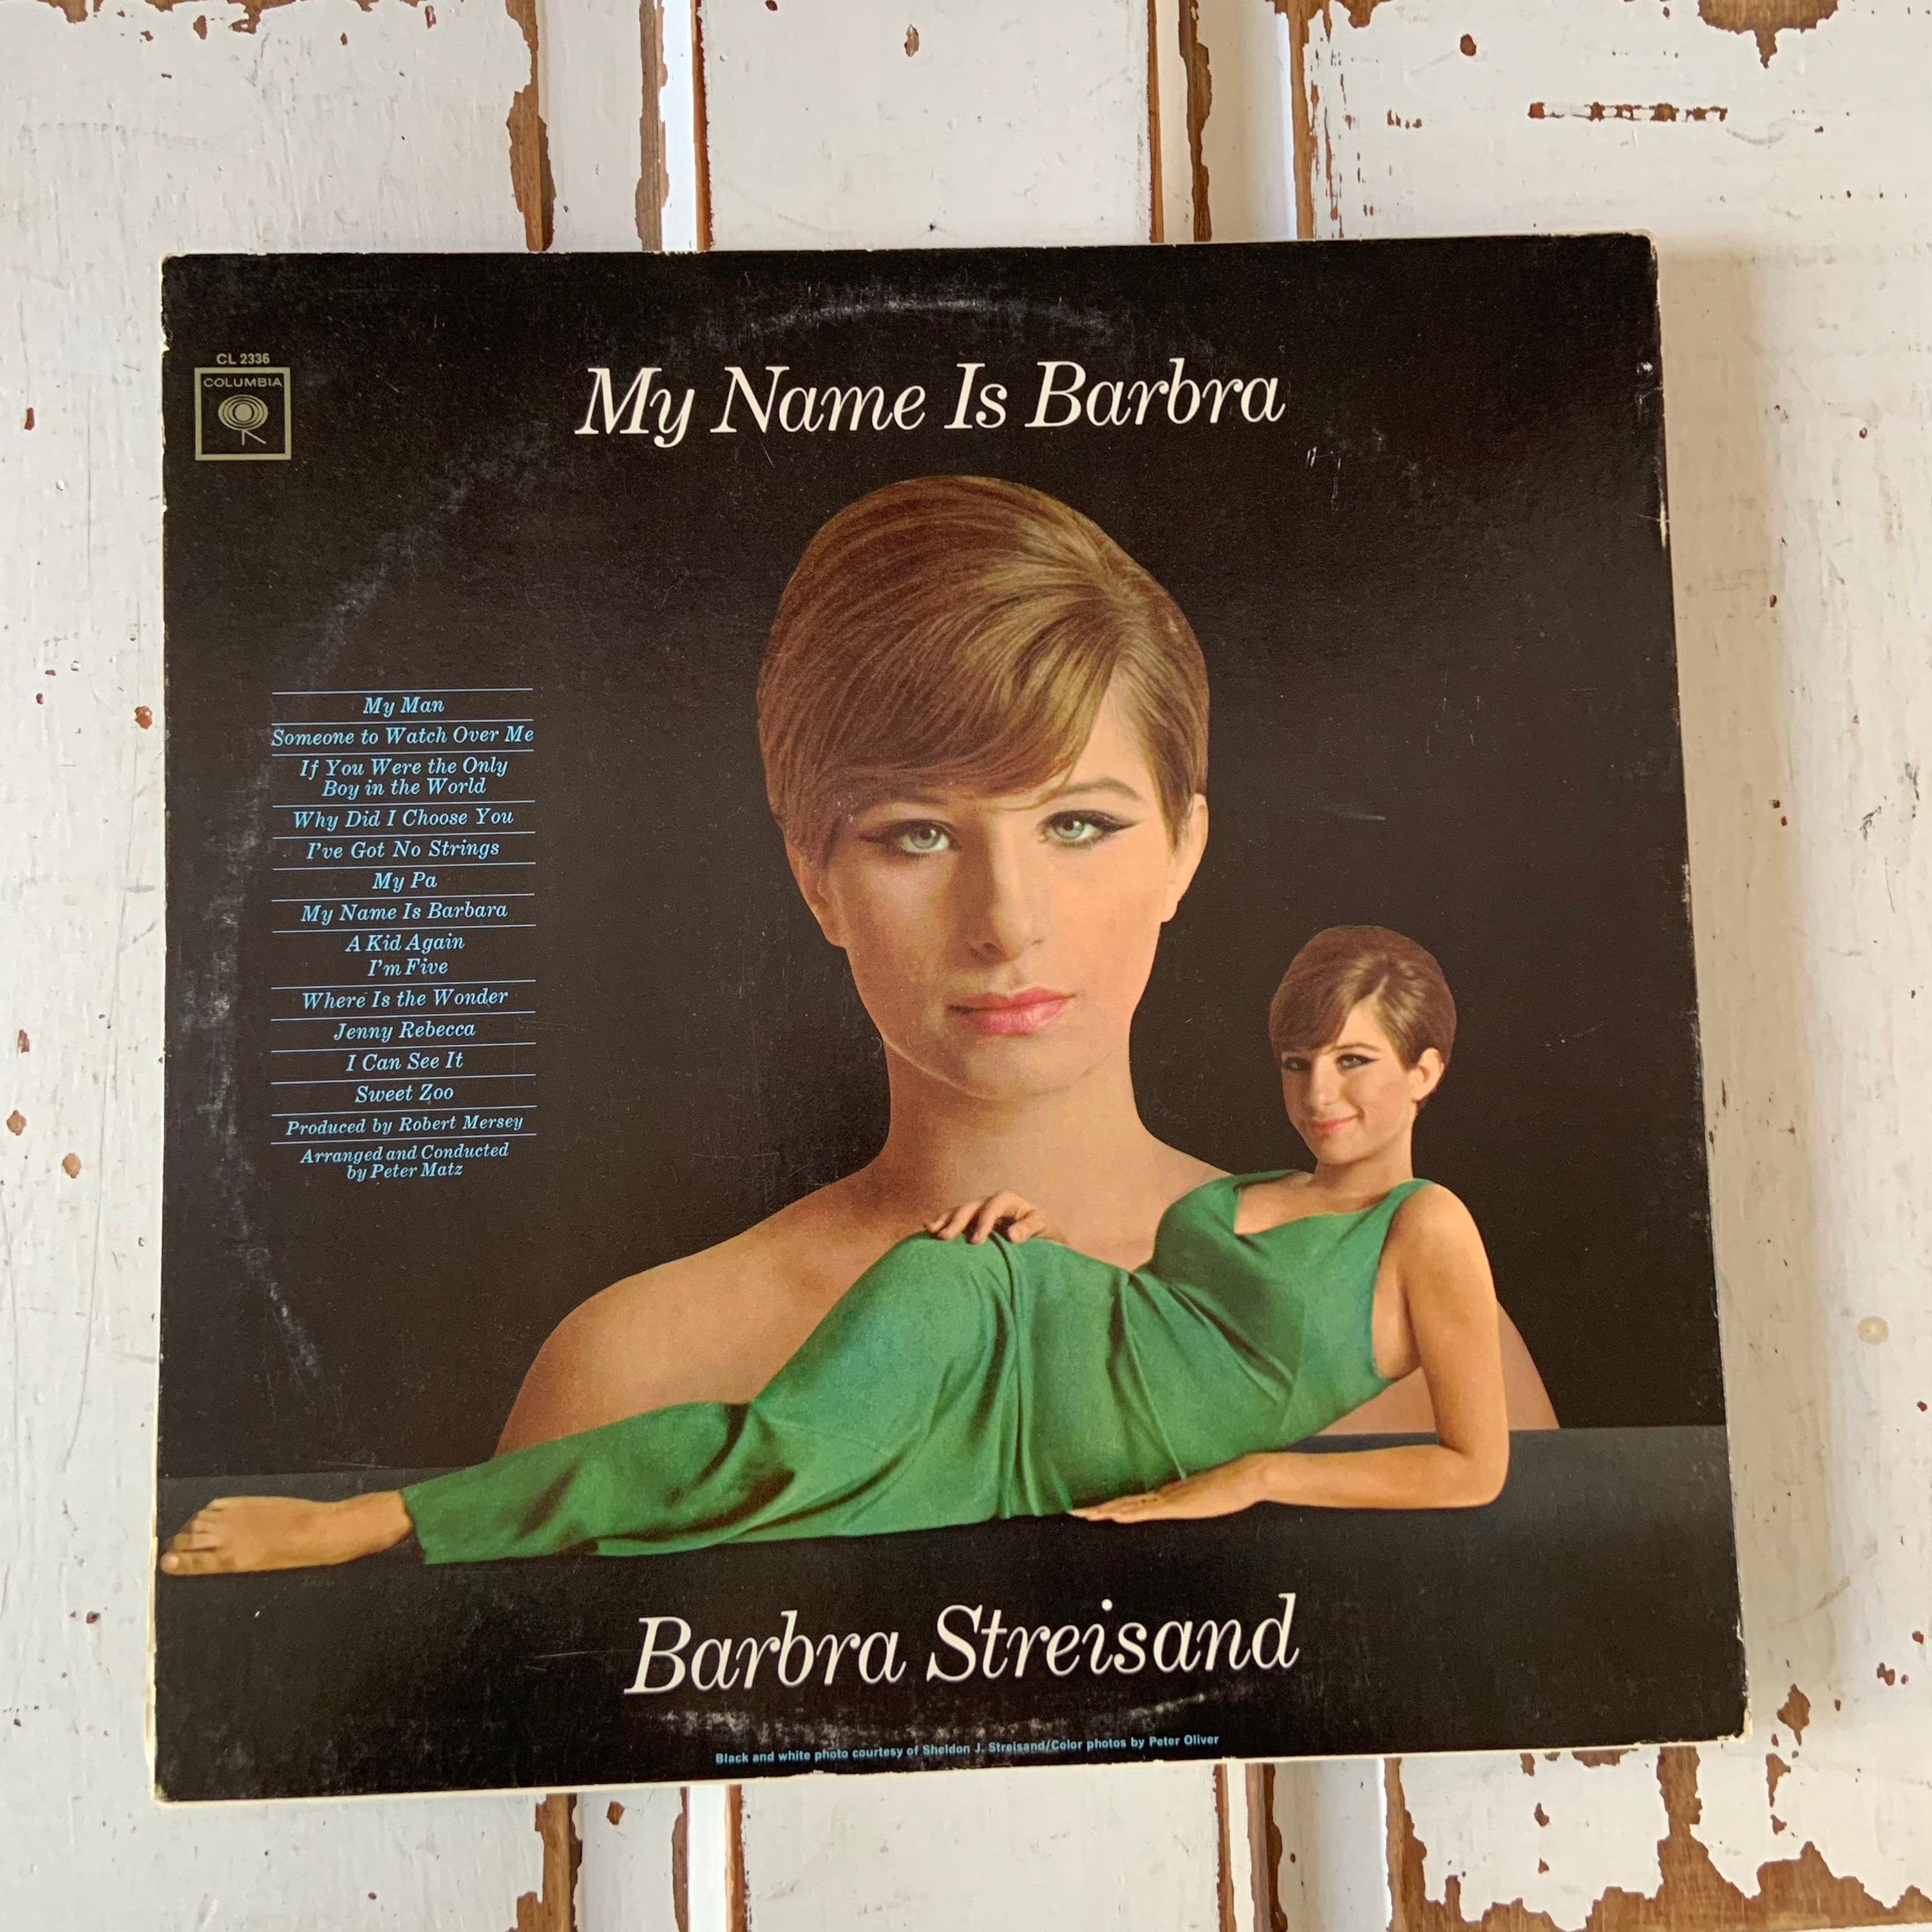 CL 2336
COLUMBIA
My Name Is Barbra
My Man
Someone to Watch Over Me
If You Were the Only
Boy in the World
Why Did I Choose You
I've Got No Strings
My Pa
My Name Is Barbara
A Kid Again
I'm Five
Where Is the Wonder
Jenny Rebecca
I Can See It
Sweet Zoo
Produced by Robert Mersey
Arranged and Conducted
by Peter Matz
Barbra Streisand
Black and white photo courtesy of Sheldon J. Streisand/Color photos by Peter Oliver